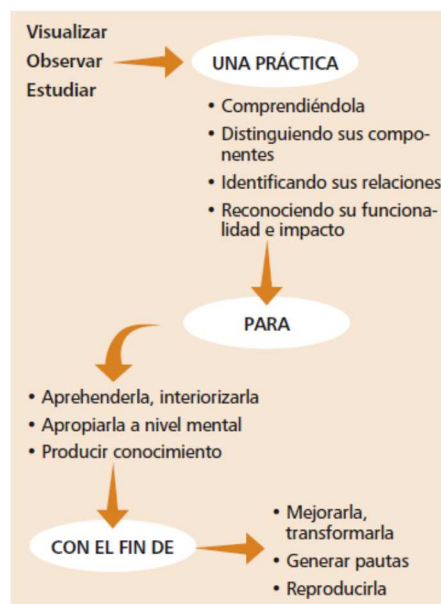 Visualizar
Observar
Estudiar
UNA PRÁCTICA
• Comprendiéndola
• Distinguiendo sus compo-
nentes
• Identificando sus relaciones
• Reconociendo su funciona-
lidad e impacto
PARA
• Aprehenderla, interiorizarla
• Apropiarla a nivel mental
• Producir conocimiento
CON EL FIN DE
• Mejorarla,
transformarla
• Generar pautas
• Reproducirla